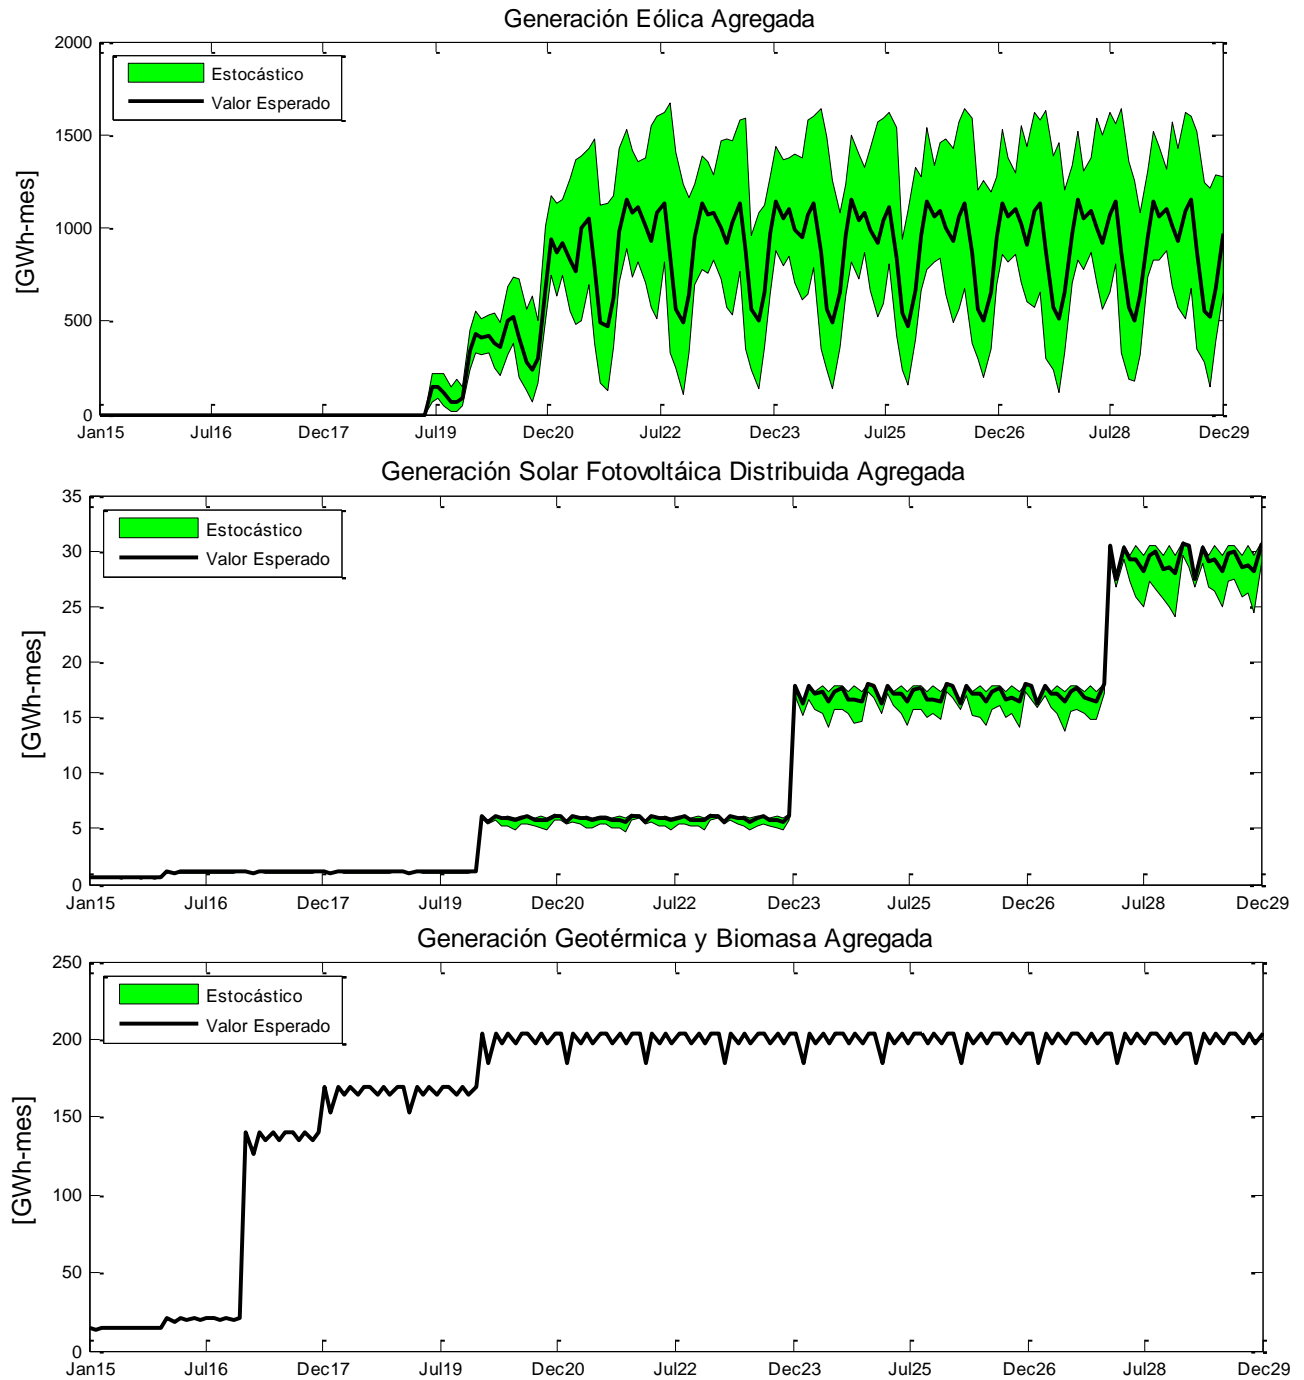 Generación Eólica Agregada
2000
1500
1000
500
0
[GWh-mes]
Estocástico
Valor Esperado
Jan15 Jul16 Dec17 Jul19 Dec20 Jul22 Dec23 Jul25 Dec26 Jul28 Dec29
Generación Solar Fotovoltáica Distribuida Agregada
35
30
25
20
15
10
5
0
[GWh-mes]
Estocástico
Valor Esperado
Jan15 Jul16 Dec17 Jul19 Dec20 Jul22 Dec23 Jul25 Dec26 Jul28 Dec29
Generación Geotérmica y Biomasa Agregada
250
200
150
100
50
0
[GWh-mes]
Estocástico
Valor Esperado
Jan15 Jul16 Dec17 Jul19 Dec20 Jul22 Dec23 Jul25 Dec26 Jul28 Dec29